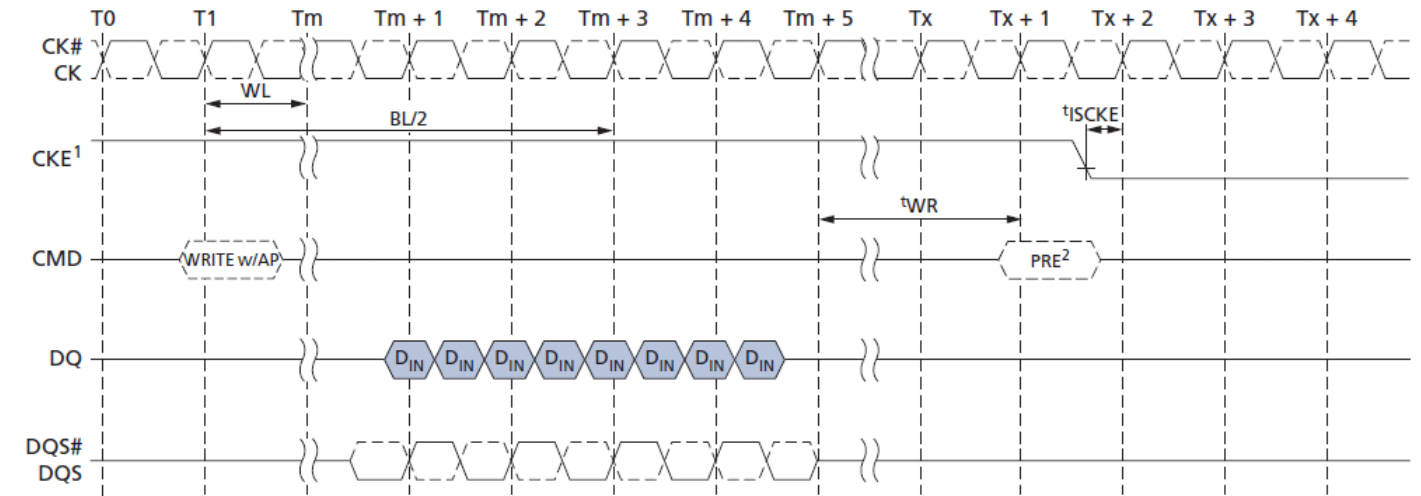 T0 T1 Tm Tm + 1 Tm + 2 Tm + 3 Tm + 4 Tm + 5 Tx Tx + 1 Tx + 2 Tx + 3 Tx + 4
CK#
CK
WL
BL/2
tISCKE
CKE1
tWR
CMD WRITE w/AP PRE2
DQ DIN DIN DIN DIN DIN DIN DIN DIN
DQS#
DQS